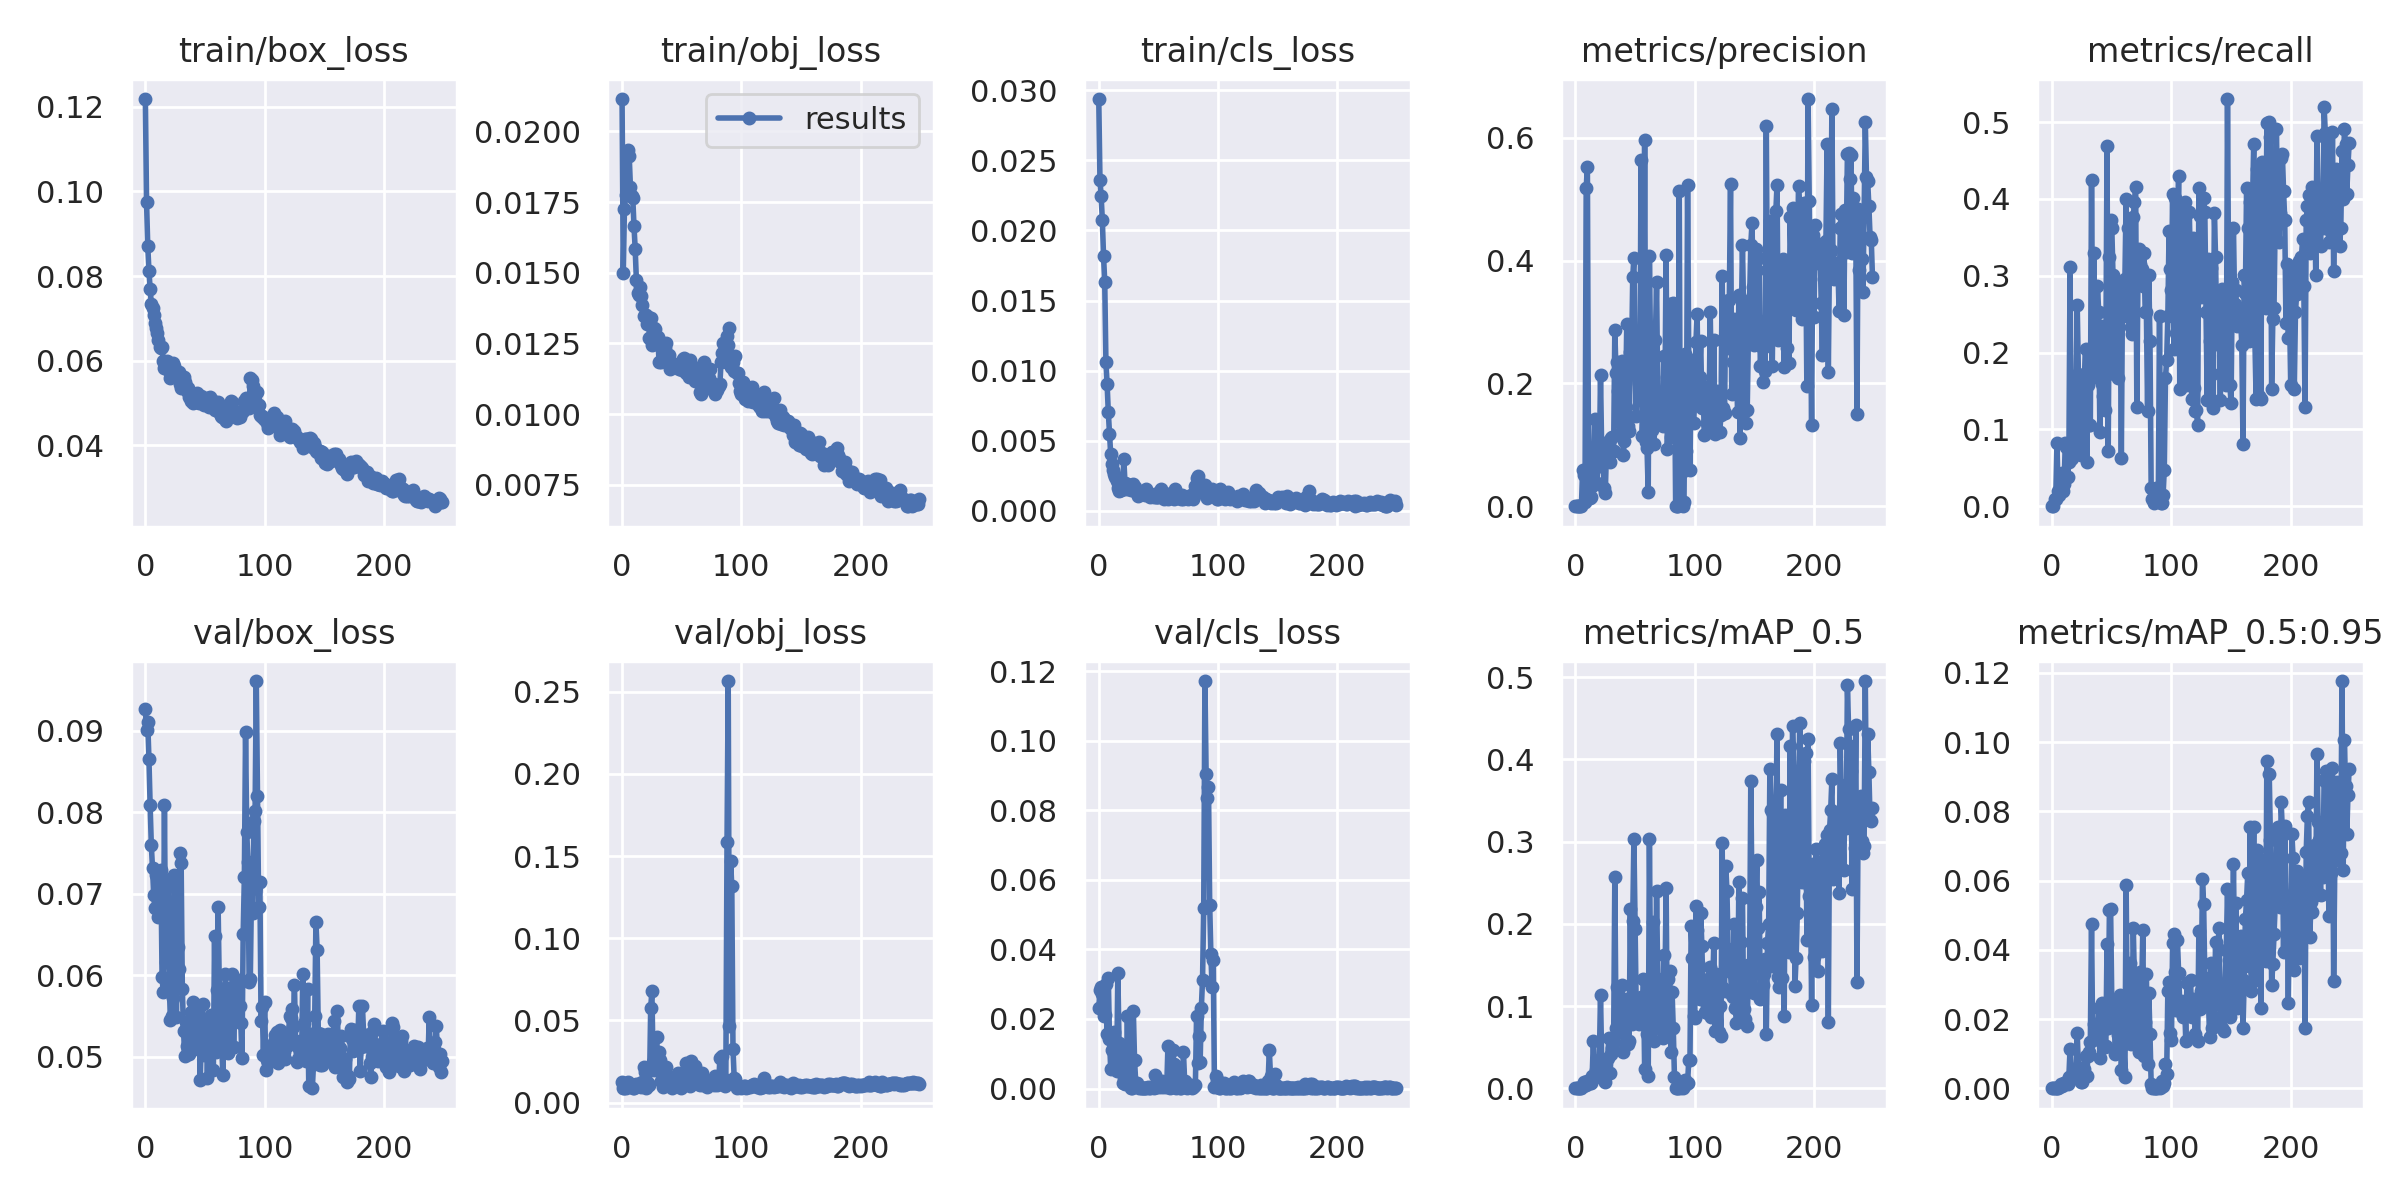 train/box_loss
0.12
0.10
0.08
0.06
0.04
0 100 200
train/obj_loss
results
0.0200
0.0175
0.0150
0.0125
0.0100
0.0075
0 100 200
train/cls_loss
0.030
0.025
0.020
0.015
0.010
0.005
0.000
0 100 200
metrics/precision
0.6
0.4
0.2
0.0
0 100 200
metrics/recall
0.5
0.4
0.3
0.2
0.1
0.0
0 100 200
val/box_loss
0.09
0.08
0.07
0.06
0.05
0 100 200
val/obj_loss
0.25
0.20
0.15
0.10
0.05
0.00
0 100 200
val/cls_loss
0.12
0.10
0.08
0.06
0.04
0.02
0.00
0 100 200
metrics/mAP_0.5
0.5
0.4
0.3
0.2
0.1
0.0
0 100 200
metrics/mAP_0.5:0.95
0.12
0.10
0.08
0.06
0.04
0.02
0.00
0 100 200